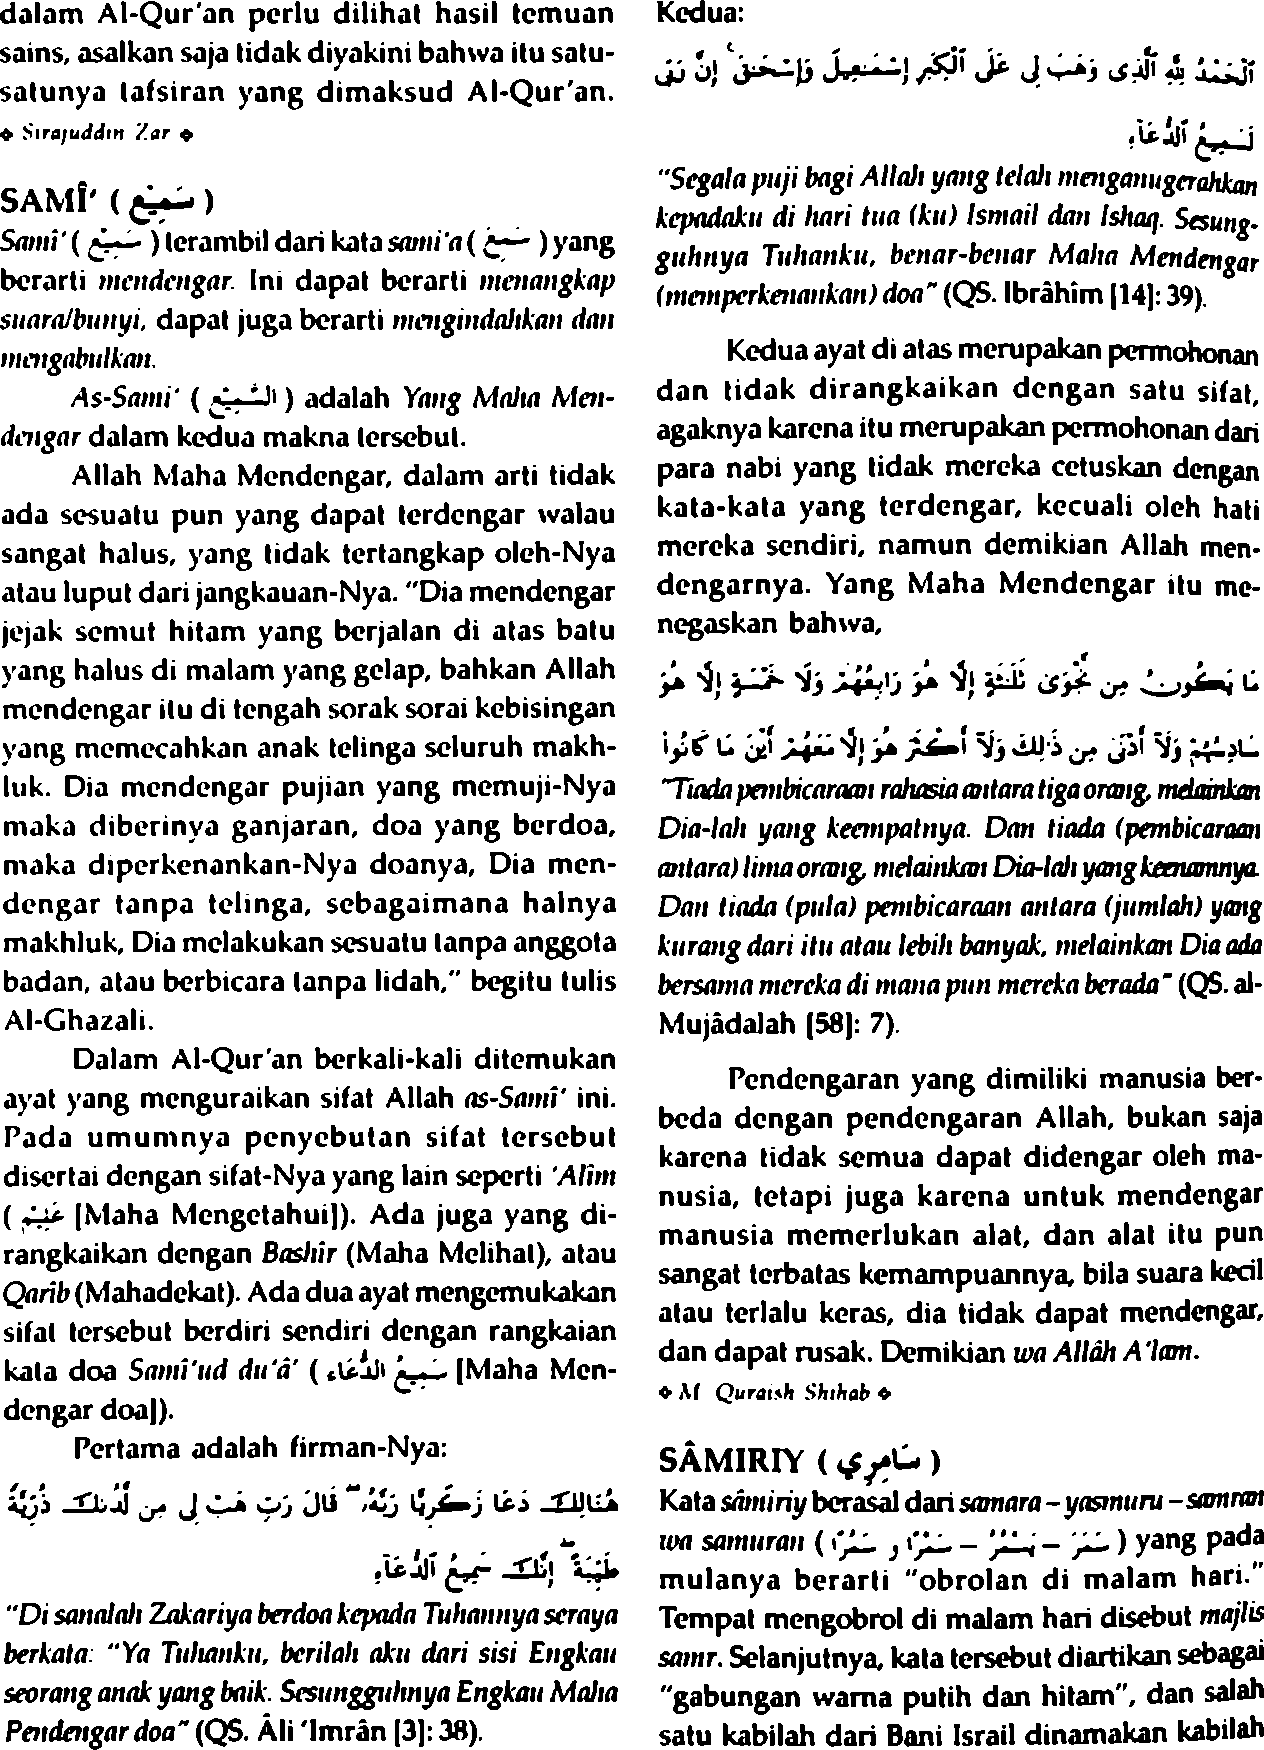 dalam Al-Qur'an perlu dilihat hasil temuan
sains, asalkan saja tidak diyakini bahwa itu satu-
satunya tafsiran yang dimaksud Al-Qur'an.
❖ Sirajuddin Zar ❖
SAMÎ' ( سَمِيْع )
Samî' ( سَمِيْع ) terambil dari kata sami'a ( سَمِعَ ) yang
berarti mendengar. Ini dapat berarti menangkap
suara/bunyi, dapat juga berarti mengindahkan dan
mengabulkan.
As-Sami' ( السَّمِيْع ) adalah Yang Maha Men-
dengar dalam kedua makna tersebut.
Allah Maha Mendengar, dalam arti tidak
ada sesuatu pun yang dapat terdengar walau
sangat halus, yang tidak tertangkap oleh-Nya
atau luput dari jangkauan-Nya. "Dia mendengar
jejak semut hitam yang berjalan di atas batu
yang halus di malam yang gelap, bahkan Allah
mendengar itu di tengah sorak sorai kebisingan
yang memecahkan anak telinga seluruh makh-
luk. Dia mendengar pujian yang memuji-Nya
maka diberinya ganjaran, doa yang berdoa,
maka diperkenankan-Nya doanya, Dia men-
dengar tanpa telinga, sebagaimana halnya
makhluk, Dia melakukan sesuatu tanpa anggota
badan, atau berbicara tanpa lidah," begitu tulis
Al-Ghazali.
Dalam Al-Qur'an berkali-kali ditemukan
ayat yang menguraikan sifat Allah as-Samî' ini.
Pada umumnya penyebutan sifat tersebut
disertai dengan sifat-Nya yang lain seperti 'Alîm
( عَلِيْم [Maha Mengetahui]). Ada juga yang di-
rangkaikan dengan Bashîr (Maha Melihat), atau
Qarîb (Mahadekat). Ada dua ayat mengemukakan
sifat tersebut berdiri sendiri dengan rangkaian
kata doa Samî'ud du'â' ( سَمِيْعُ الدُّعَاء [Maha Men-
dengar doa]).
Pertama adalah firman-Nya:
هُنَالِكَ دَعَا زَكَرِيَّا رَبَّهُۥ ۖ قَالَ رَبِّ هَبْ لِى مِن لَّدُنكَ ذُرِّيَّةً
طَيِّبَةً ۖ إِنَّكَ سَمِيعُ ٱلدُّعَآءِ
"Di sanalah Zakariya berdoa kepada Tuhannya seraya
berkata: "Ya Tuhanku, berilah aku dari sisi Engkau
seorang anak yang baik. Sesungguhnya Engkau Maha
Pendengar doa" (QS. Âli 'Imrân [3]: 38).
Kedua:
ٱلْحَمْدُ لِلَّهِ ٱلَّذِى وَهَبَ لِى عَلَى ٱلْكِبَرِ إِسْمَٰعِيلَ وَإِسْحَٰقَ ۚ إِنَّ رَبِّى
لَسَمِيعُ ٱلدُّعَآءِ
"Segala puji bagi Allah yang telah menganugerahkan
kepadaku di hari tua (ku) Ismail dan Ishaq. Sesung-
guhnya Tuhanku, benar-benar Maha Mendengar
(memperkenankan) doa" (QS. Ibrâhîm [14]: 39).
Kedua ayat di atas merupakan permohonan
dan tidak dirangkaikan dengan satu sifat,
agaknya karena itu merupakan permohonan dari
para nabi yang tidak mereka cetuskan dengan
kata-kata yang terdengar, kecuali oleh hati
mereka sendiri, namun demikian Allah men-
dengarnya. Yang Maha Mendengar itu me-
negaskan bahwa,
مَا يَكُونُ مِن نَّجْوَىٰ ثَلَٰثَةٍ إِلَّا هُوَ رَابِعُهُمْ وَلَا خَمْسَةٍ إِلَّا هُوَ
سَادِسُهُمْ وَلَآ أَدْنَىٰ مِن ذَٰلِكَ وَلَآ أَكْثَرَ إِلَّا هُوَ مَعَهُمْ أَيْنَ مَا كَانُوا۟
"Tiada pembicaraan rahasia antara tiga orang, melainkan
Dia-lah yang keempatnya. Dan tiada (pembicaraan
antara) lima orang, melainkan Dia-lah yang keenamnya.
Dan tiada (pula) pembicaraan antara (jumlah) yang
kurang dari itu atau lebih banyak, melainkan Dia ada
bersama mereka di mana pun mereka berada" (QS. al-
Mujâdalah [58]: 7).
Pendengaran yang dimiliki manusia ber-
beda dengan pendengaran Allah, bukan saja
karena tidak semua dapat didengar oleh ma-
nusia, tetapi juga karena untuk mendengar
manusia memerlukan alat, dan alat itu pun
sangat terbatas kemampuannya, bila suara kecil
atau terlalu keras, dia tidak dapat mendengar,
dan dapat rusak. Demikian wa Allâh A'lam.
❖ M Quraish Shihab ❖
SÂMIRIY ( سَامِرِي )
Kata sâmiriy berasal dari samara – yasmuru – samran
wa samuran ( سَمَرَ – يَسْمُرُ – سَمْرًا و سَمُرًا ) yang pada
mulanya berarti "obrolan di malam hari."
Tempat mengobrol di malam hari disebut majlis
samr. Selanjutnya, kata tersebut diartikan sebagai
"gabungan warna putih dan hitam", dan salah
satu kabilah dari Bani Israil dinamakan kabilah